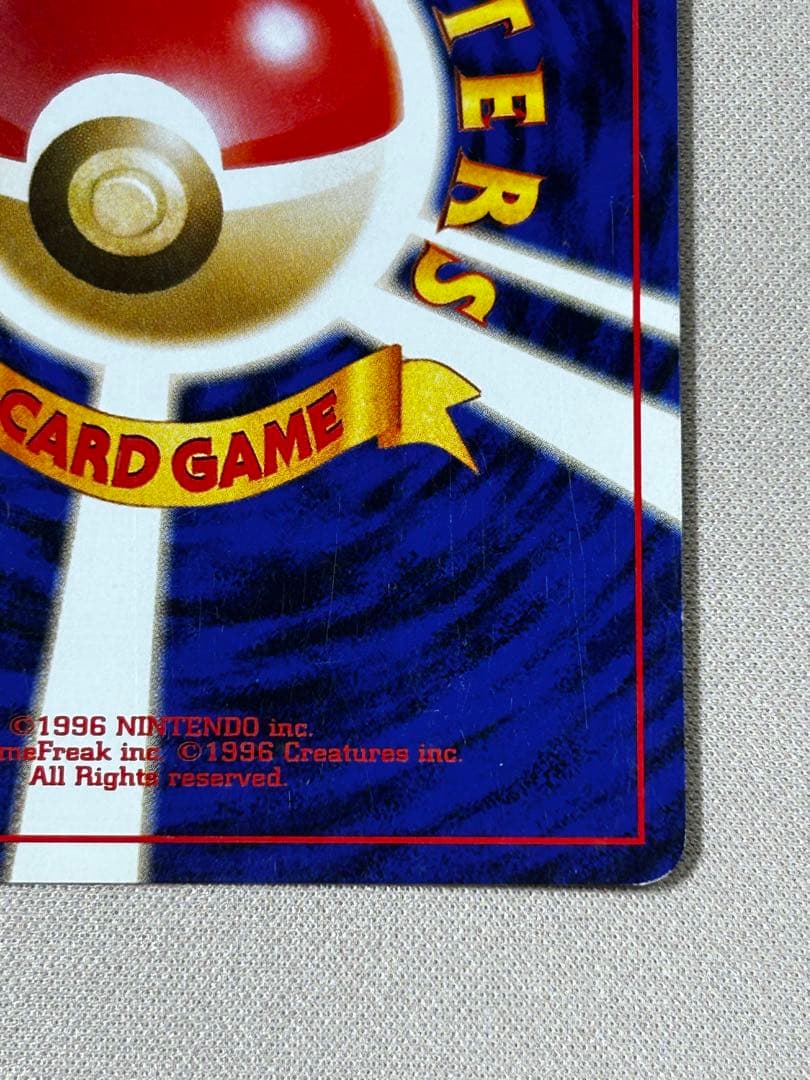 TERS
CARD GAME
©1996 NINTENDO inc.
meFreak inc. ©1996 Creatures inc.
All Rights reserved.